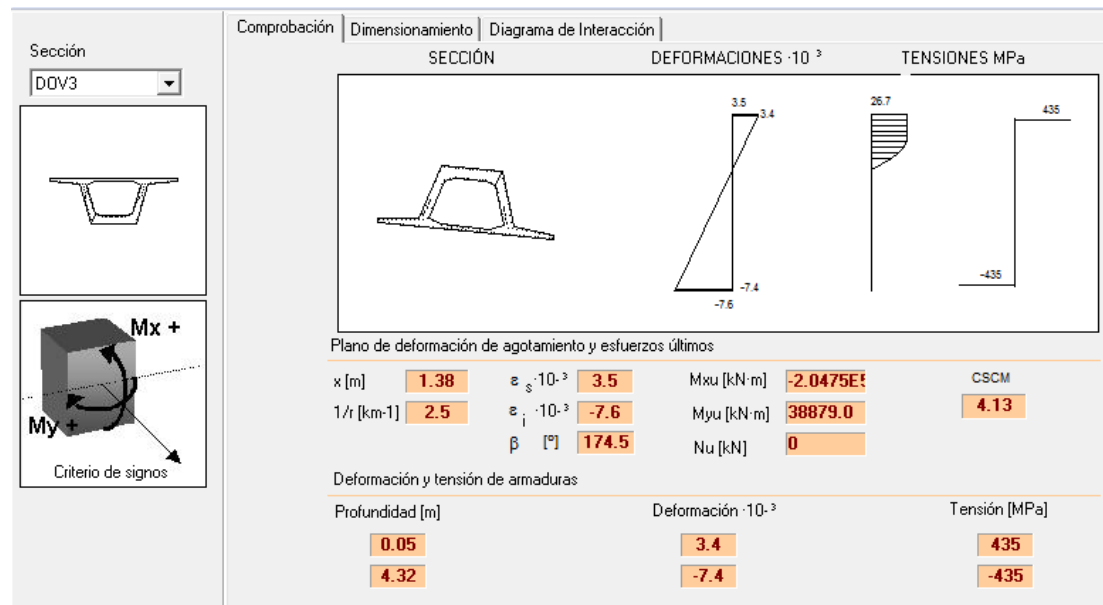 Comprobación Dimensionamiento Diagrama de Interacción
Sección
DOV3
SECCIÓN DEFORMACIONES ·10 ³ TENSIONES MPa
3.5
3.4
-7.4
-7.6
26.7
435
-435
Mx +
My +
Criterio de signos
Plano de deformación de agotamiento y esfuerzos últimos
x [m] 1.38 ε s ·10-³ 3.5 Mxu [kN·m] -2.0475E5 CSCM
1/r [km-1] 2.5 ε i ·10-³ -7.6 Myu [kN·m] 38879.0 4.13
β [º] 174.5 Nu [kN] 0
Deformación y tensión de armaduras
Profundidad [m] Deformación ·10-³ Tensión [MPa]
0.05 3.4 435
4.32 -7.4 -435